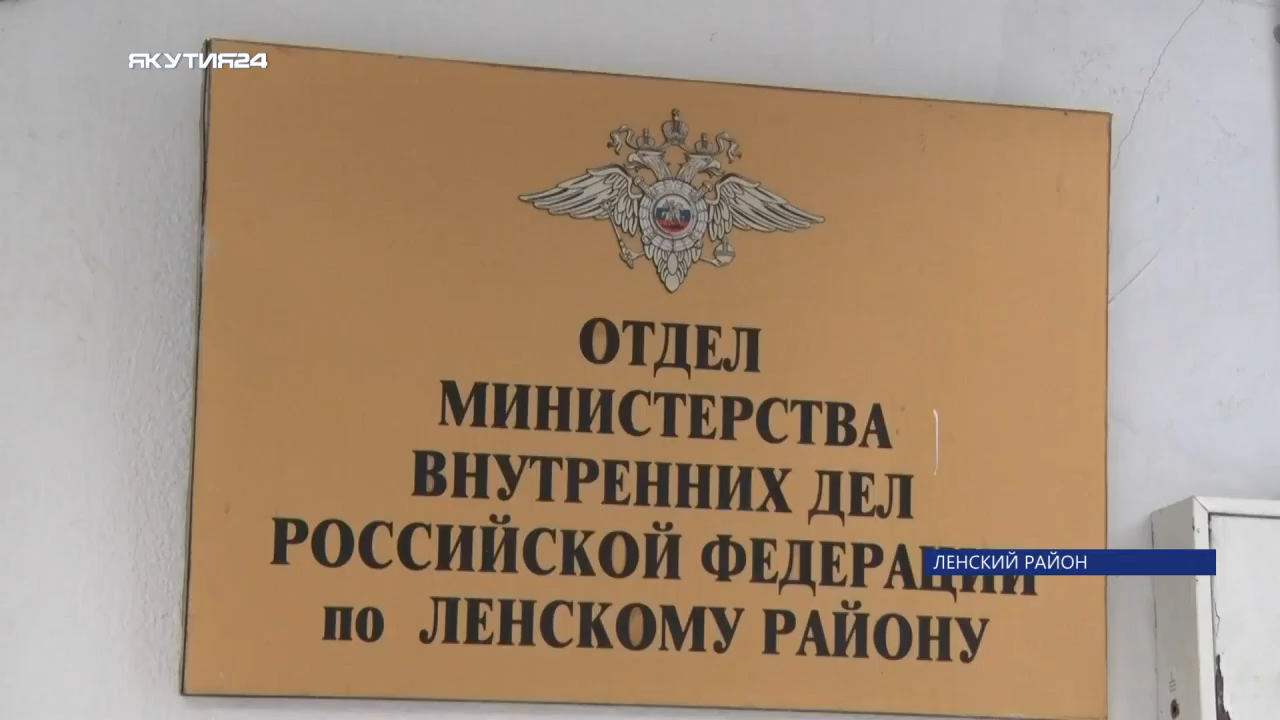 ЯКУТИЯ24
ОТДЕЛ
МИНИСТЕРСТВА
ВНУТРЕННИХ ДЕЛ
РОССИЙСКОЙ ФЕДЕРАЦИИ
по ЛЕНСКОМУ РАЙОНУ
ЛЕНСКИЙ РАЙОН